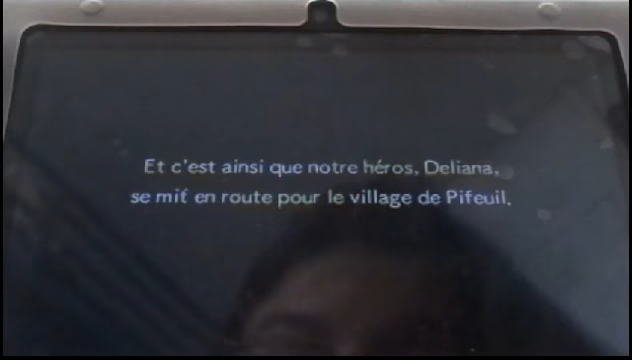 Et c'est ainsi que notre héros, Deliana,
se mit en route pour le village de Pifeuil.